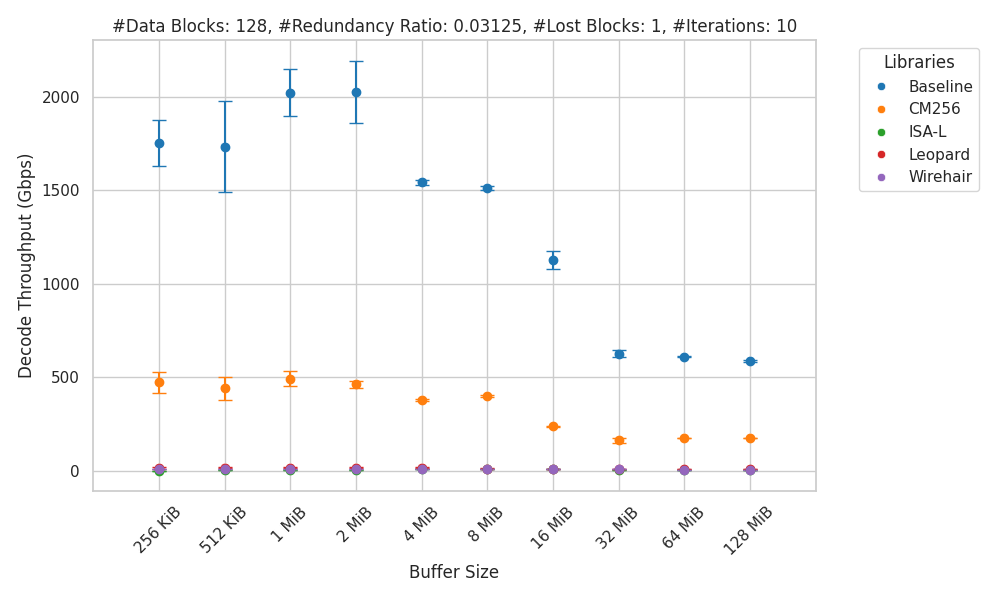 #Data Blocks: 128, #Redundancy Ratio: 0.03125, #Lost Blocks: 1, #Iterations: 10
Libraries
Baseline
CM256
ISA-L
Leopard
Wirehair
Decode Throughput (Gbps)
2000
1500
1000
500
0
256 KiB
512 KiB
1 MiB
2 MiB
4 MiB
8 MiB
16 MiB
32 MiB
64 MiB
128 MiB
Buffer Size